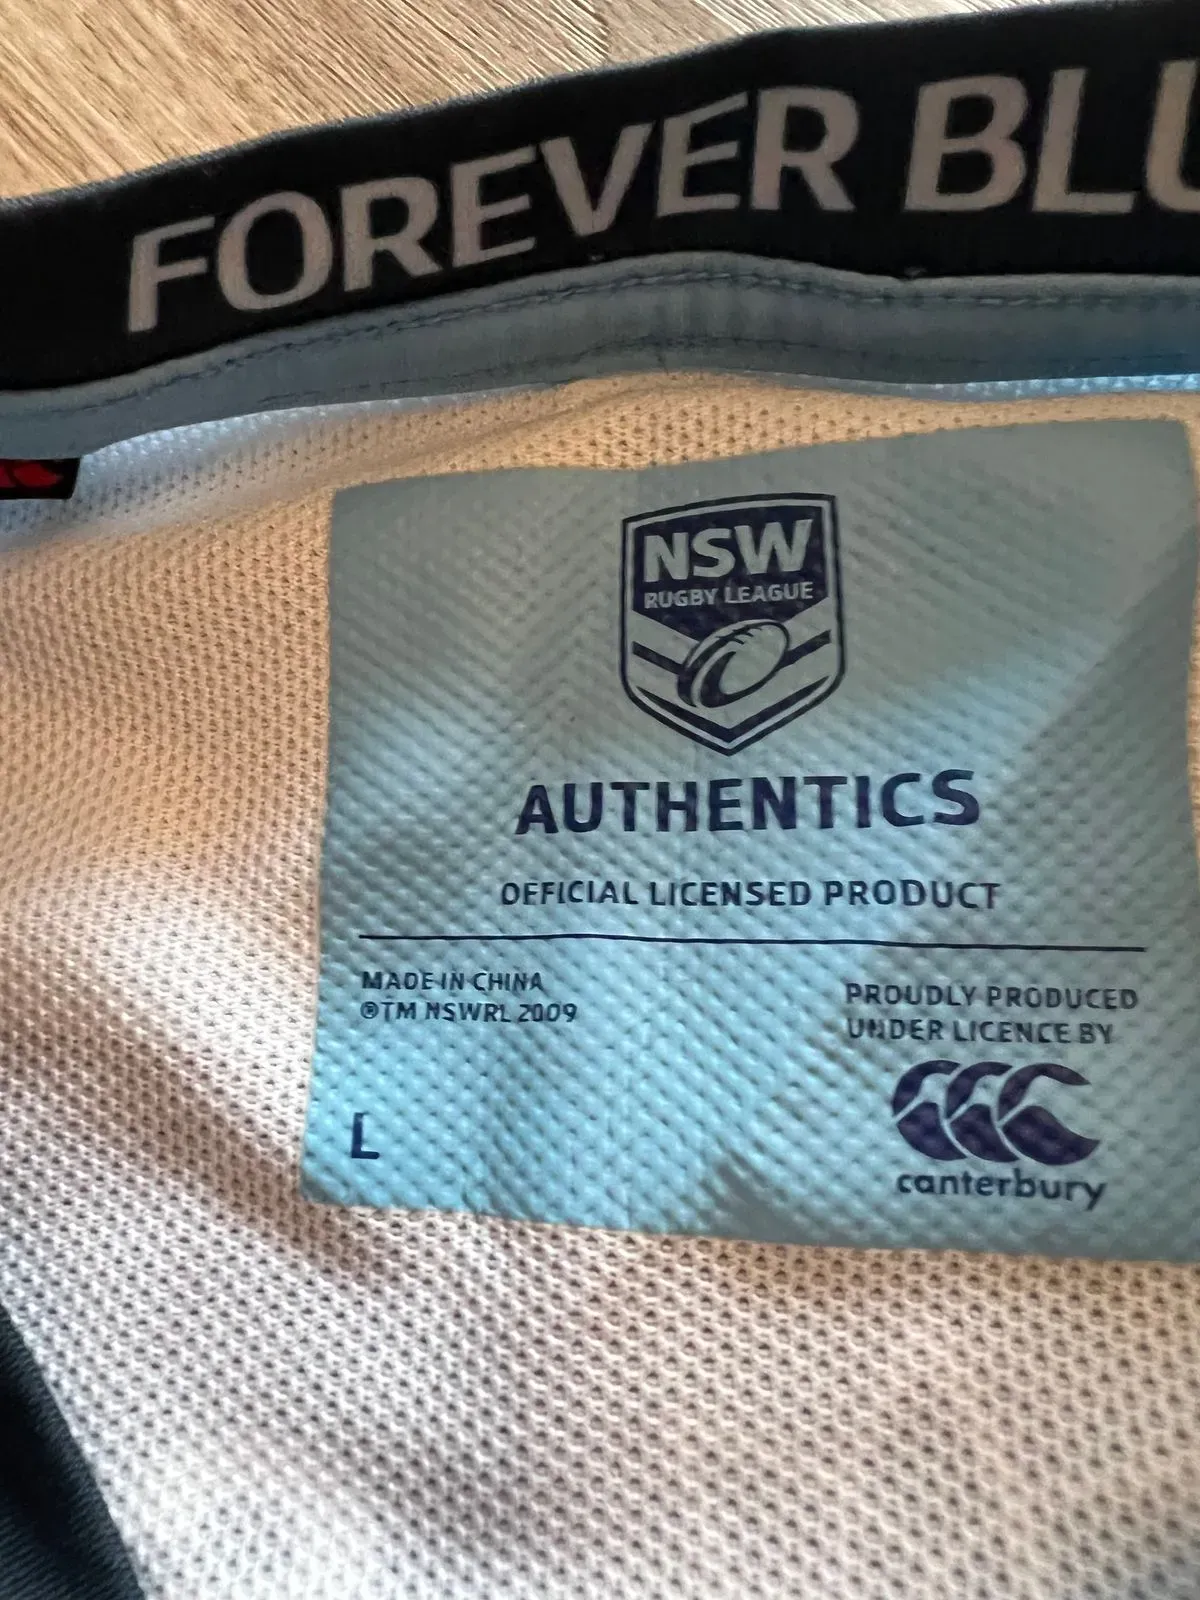 FOREVER BLU
NSW
RUGBY LEAGUE
AUTHENTICS
OFFICIAL LICENSED PRODUCT
MADE IN CHINA
®TM NSWRL 2009
PROUDLY PRODUCED
UNDER LICENCE BY
L
canterbury